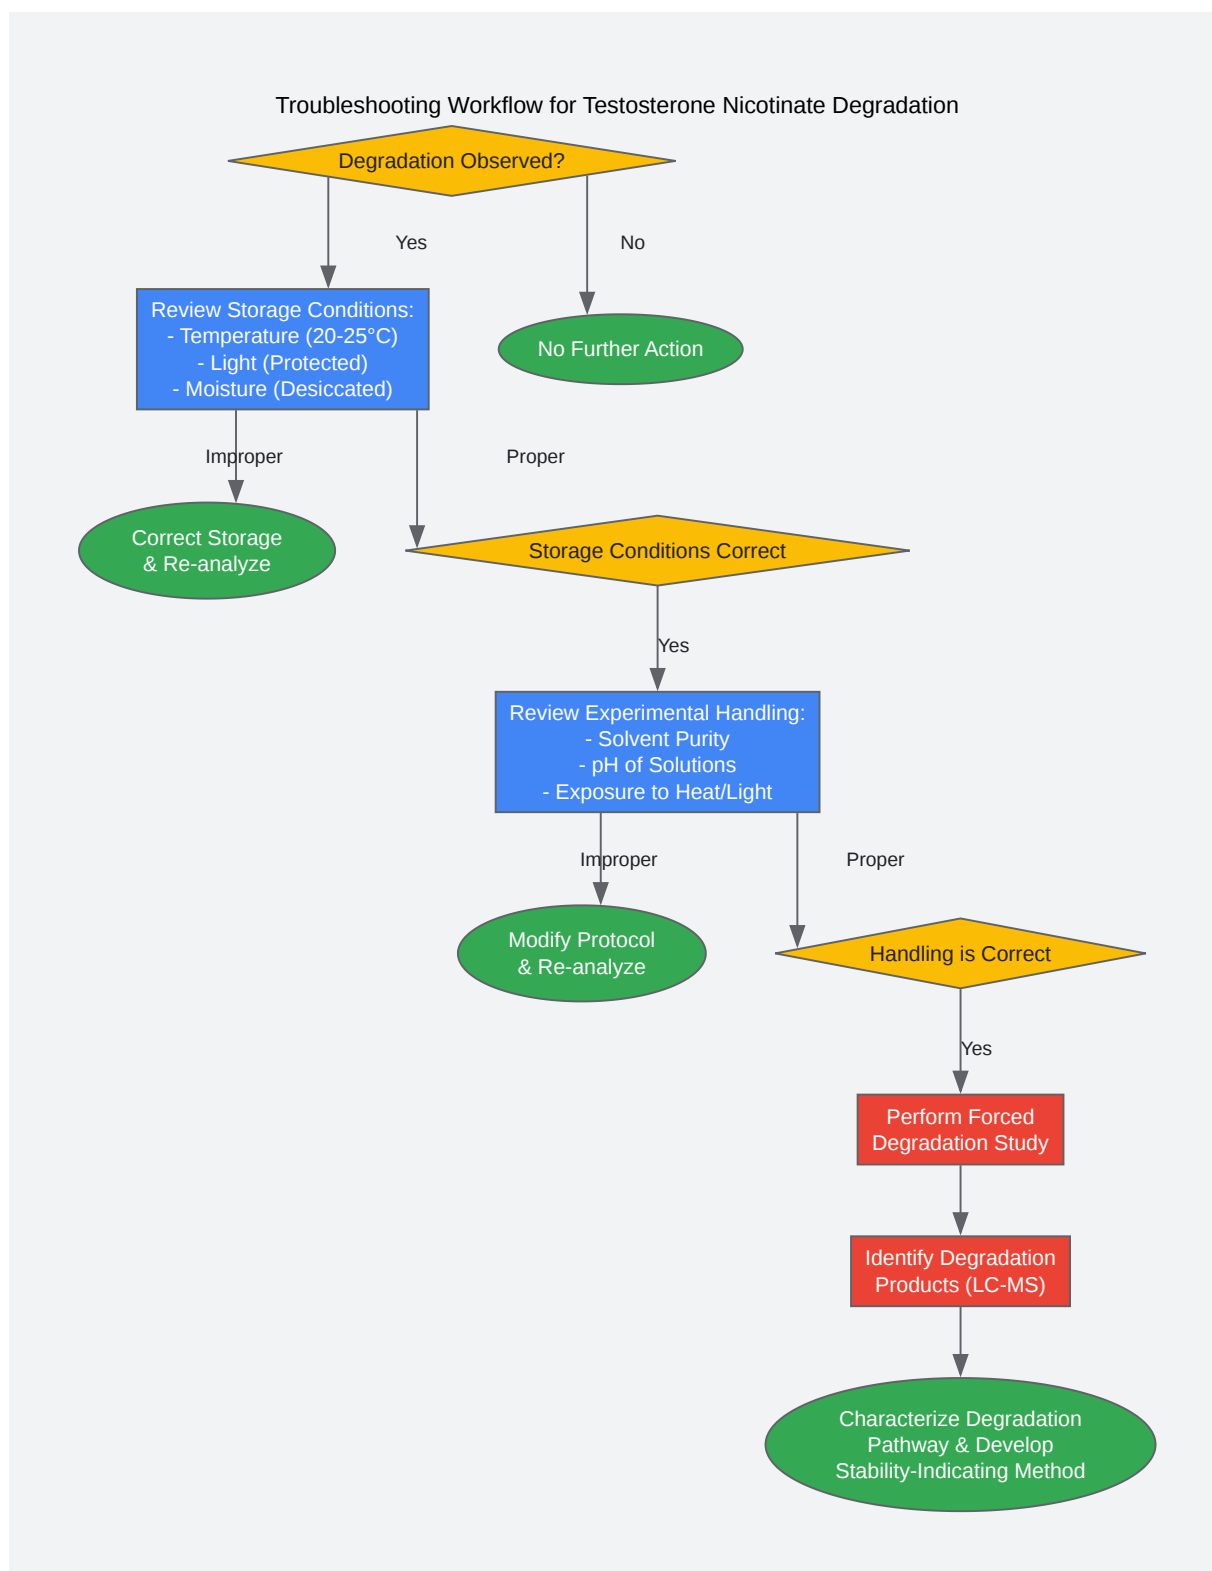 Troubleshooting Workflow for Testosterone Nicotinate Degradation
Degradation Observed?
Yes
No
Review Storage Conditions:
- Temperature (20-25°C)
- Light (Protected)
- Moisture (Desiccated)
No Further Action
Improper
Proper
Correct Storage
& Re-analyze
Storage Conditions Correct
Yes
Review Experimental Handling:
- Solvent Purity
- pH of Solutions
- Exposure to Heat/Light
Improper
Proper
Modify Protocol
& Re-analyze
Handling is Correct
Yes
Perform Forced
Degradation Study
Identify Degradation
Products (LC-MS)
Characterize Degradation
Pathway & Develop
Stability-Indicating Method